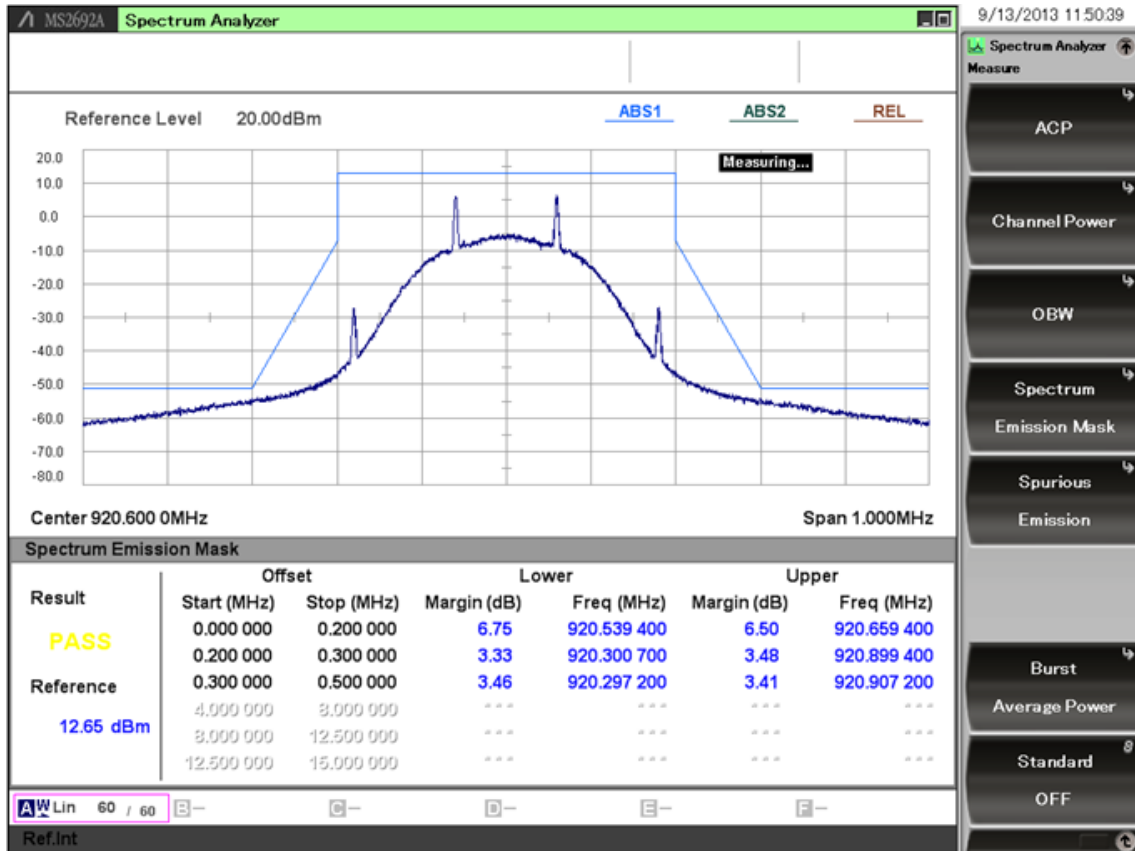 MS2692A Spectrum Analyzer
9/13/2013 11:50:39
Spectrum Analyzer
Measure
ACP
Channel Power
OBW
Spectrum
Emission Mask
Spurious
Emission
Burst
Average Power
Standard
OFF
8
Reference Level 20.00dBm
ABS1 ABS2 REL
Measuring...
20.0
10.0
0.0
-10.0
-20.0
-30.0
-40.0
-50.0
-60.0
-70.0
-80.0
Center 920.600 0MHz Span 1.000MHz
Spectrum Emission Mask
Offset Lower Upper
Result Start (MHz) Stop (MHz) Margin (dB) Freq (MHz) Margin (dB) Freq (MHz)
0.000 000 0.200 000 6.75 920.539 400 6.50 920.659 400
PASS
0.200 000 0.300 000 3.33 920.300 700 3.48 920.899 400
Reference 0.300 000 0.500 000 3.46 920.297 200 3.41 920.907 200
4.000 000 8.000 000 *** *** *** ***
12.65 dBm
8.000 000 12.500 000 *** *** *** ***
12.500 000 15.000 000 *** *** *** ***
A W Lin 60 / 60 B- C- D- E- F-
Ref.Int